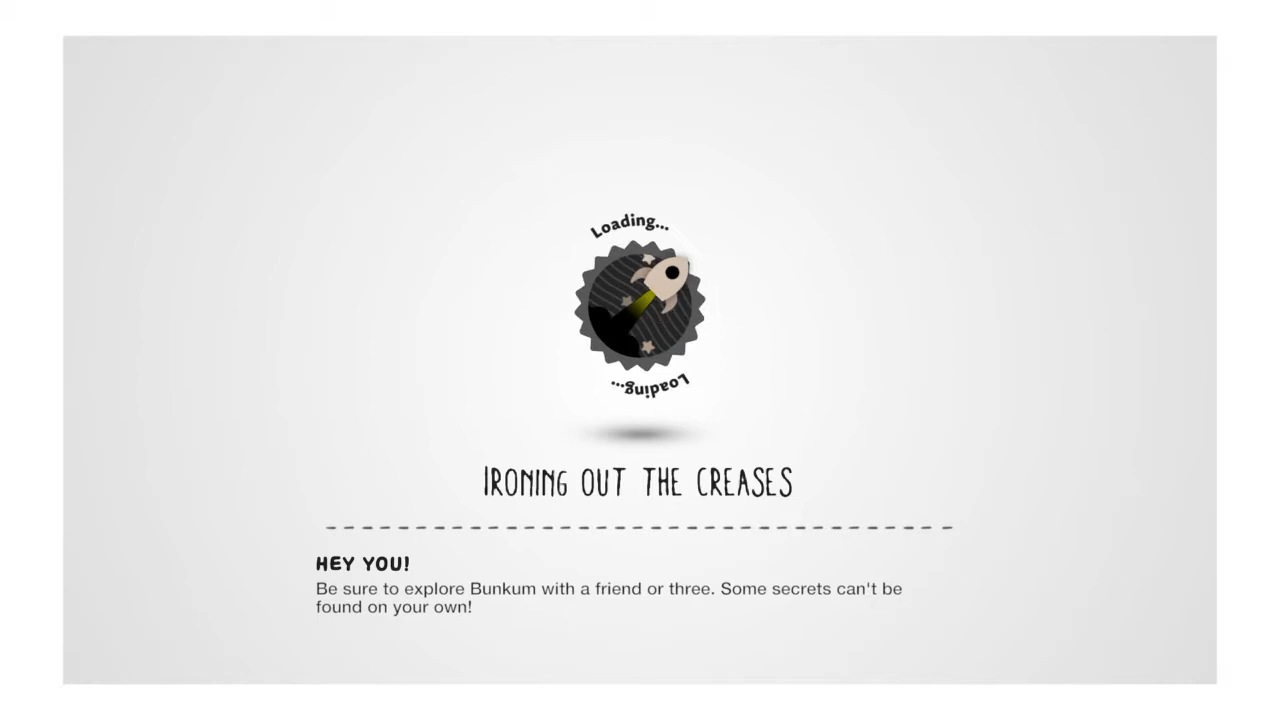 Loading...
Loading...
Ironing out the creases
HEY YOU!
Be sure to explore Bunkum with a friend or three. Some secrets can't be
found on your own!